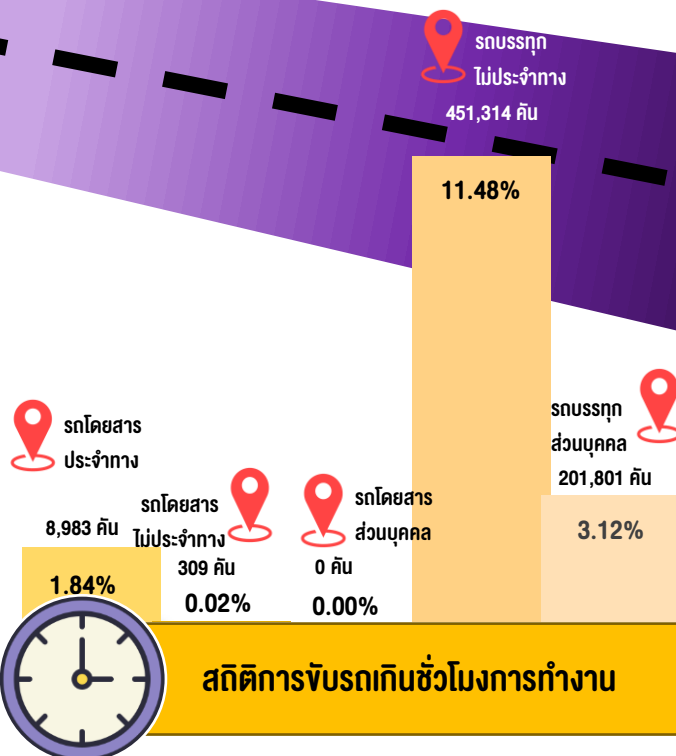 รถบรรทุก
ไม่ประจำทาง
451,314 คัน
11.48%
รถโดยสาร
ประจำทาง
8,983 คัน
1.84%
รถโดยสาร
ไม่ประจำทาง
309 คัน
0.02%
รถโดยสาร
ส่วนบุคคล
0 คัน
0.00%
รถบรรทุก
ส่วนบุคคล
201,801 คัน
3.12%
สถิติการขับรถเกินชั่วโมงการทำงาน